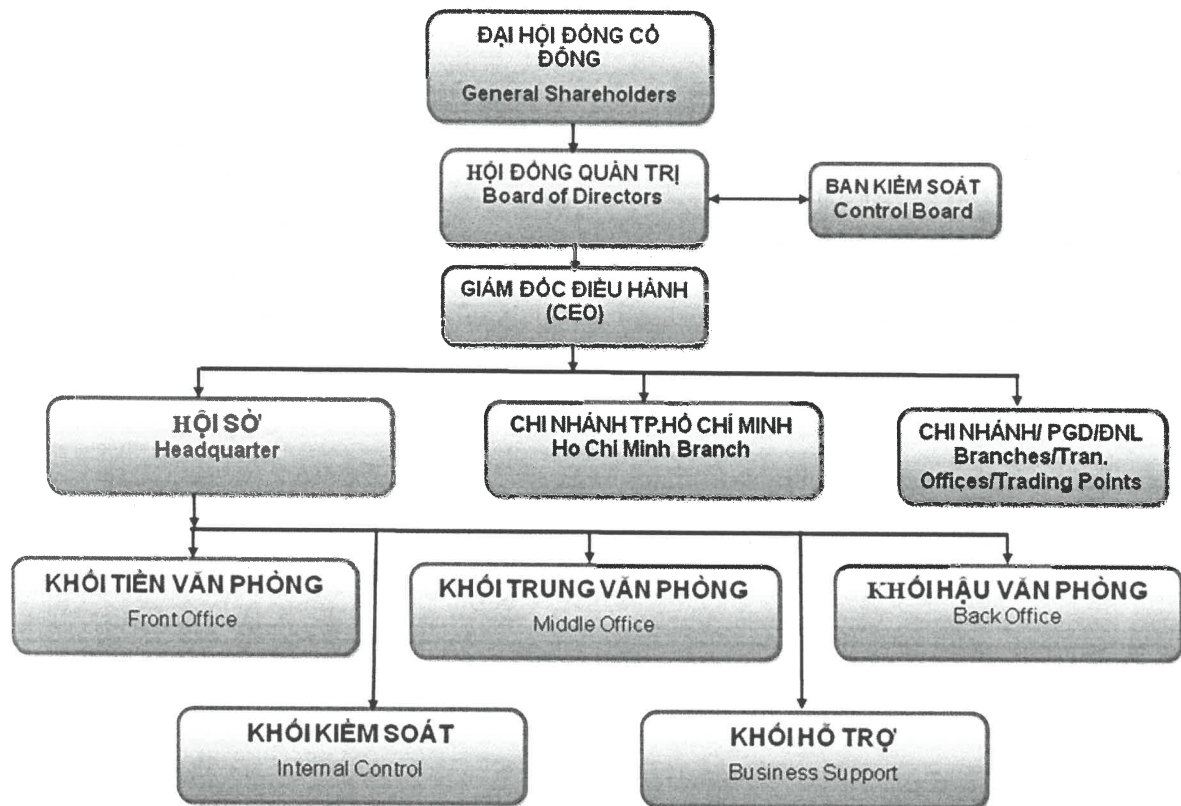 ĐẠI HỘI ĐỒNG CỔ
ĐÔNG
General Shareholders
HỘI ĐỒNG QUẢN TRỊ
Board of Directors
BAN KIỂM SOÁT
Control Board
GIÁM ĐỐC ĐIỀU HÀNH
(CEO)
HỘI SỞ
Headquarter
CHI NHÁNH TP.HỒ CHÍ MINH
Ho Chi Minh Branch
CHI NHÁNH/ PGD/ĐNL
Branches/Tran.
Offices/Trading Points
KHỐI TIỀN VĂN PHÒNG
Front Office
KHỐI TRUNG VĂN PHÒNG
Middle Office
KHỐI HẬU VĂN PHÒNG
Back Office
KHỐI KIỂM SOÁT
Internal Control
KHỐI HỖ TRỢ
Business Support